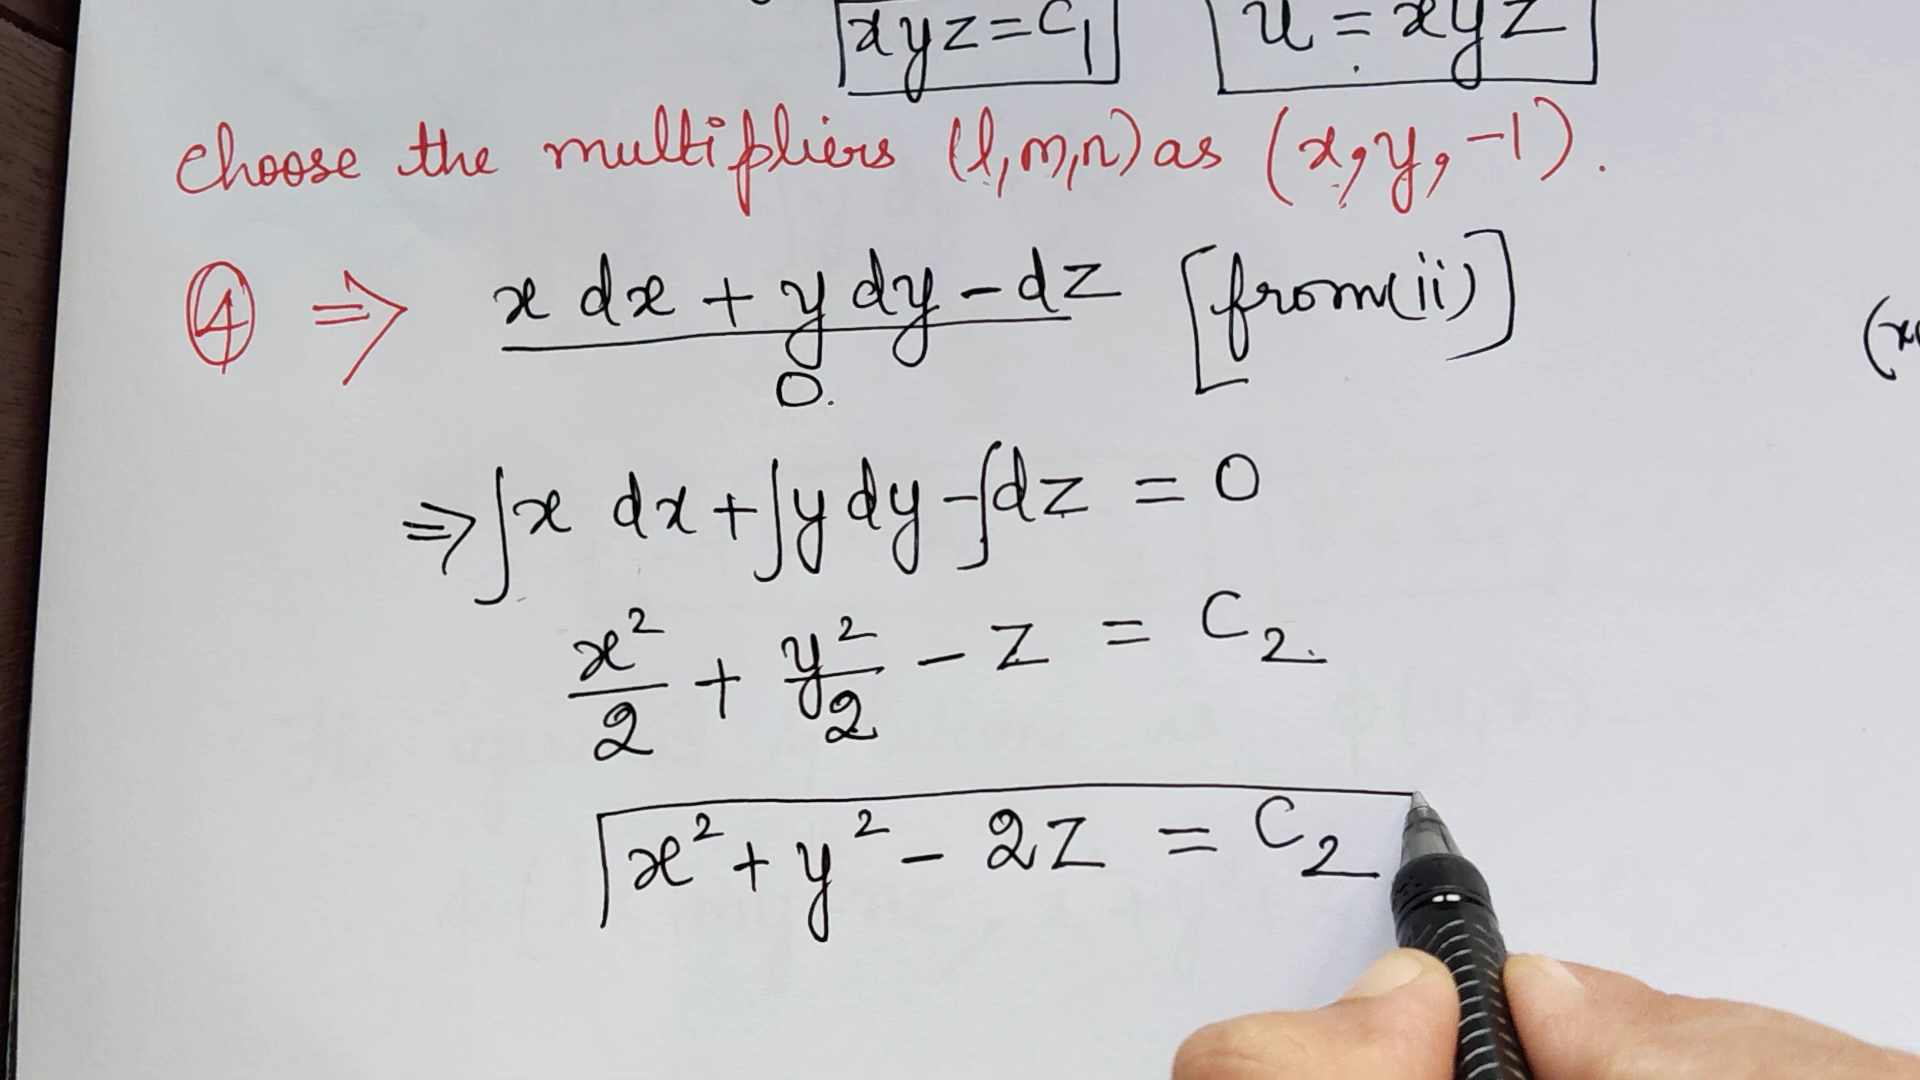 xyz = C₁ u = xyz
choose the multipliers (l, m, n) as (x, y, -1).
④ ⇒ x dx + y dy - dz / 0. [from (ii)]
(x
⇒ ∫x dx + ∫y dy - ∫dz = 0
x²/2 + y²/2 - z = C₂.
x² + y² - 2z = C₂